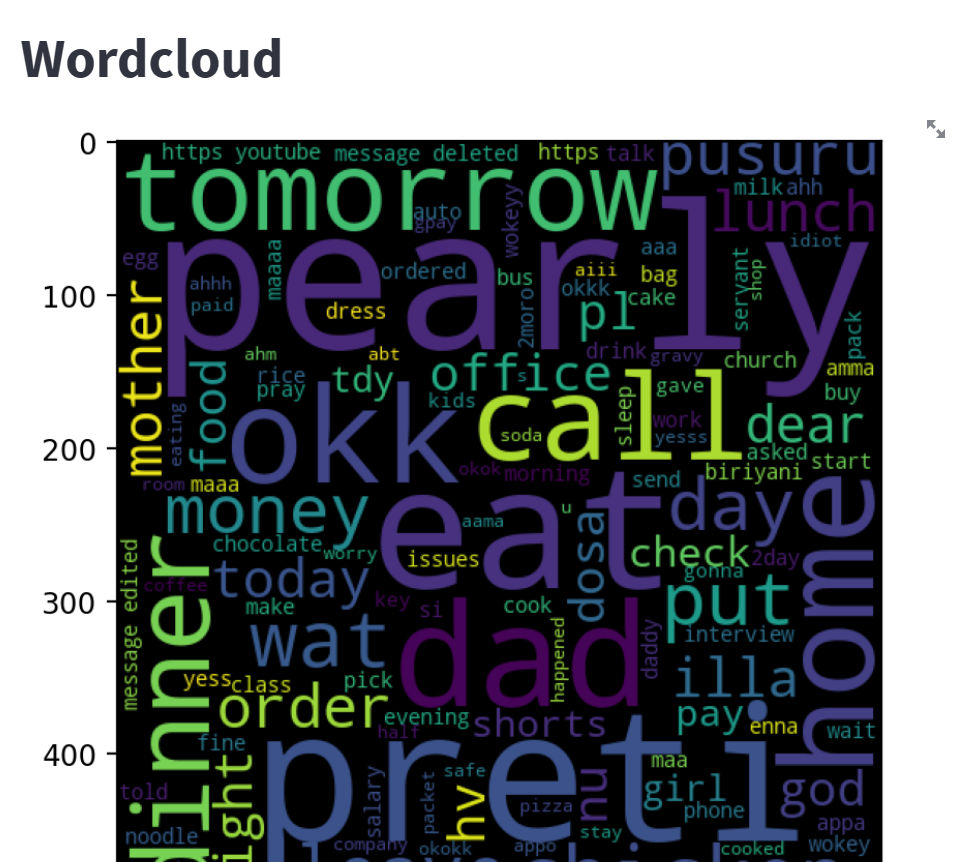 Wordcloud
0
https youtube message deleted https talk
pusuru
tomorrow
milk ahh
lunch
auto
gpay
wokeyy
idiot
pearly
egg
maaaa
ahhh
ordered
aaa
bus
aiii
bag
servant
shop
100
okkk
cake
paid
dress
2moro
pl
pack
mother
drink
gravy
ahm
abt
church
amma
office
s
food
rice
tdy
pray
kids
call
sleep
gave
buy
eating
okk
soda
work
yesss
dear
200
asked
okok
morning
biriyani
start
room
maaa
send
money
eat
aama
u
day
home
chocolate
worry
issues
dosa
check
2day
message edited
dinner
coffee
today
gonna
300
make
key
si
cook
put
wat
dad
happened
daddy
interview
yess
class
pick
illa
order
evening
half
shorts
pay
enna
wait
400
fine
preti
maa
told
ight
salary
packet
safe
hv
pizza
nu
girl
phone
god
noodle
stay
appa
company
okokk
appo
cooked
wokey